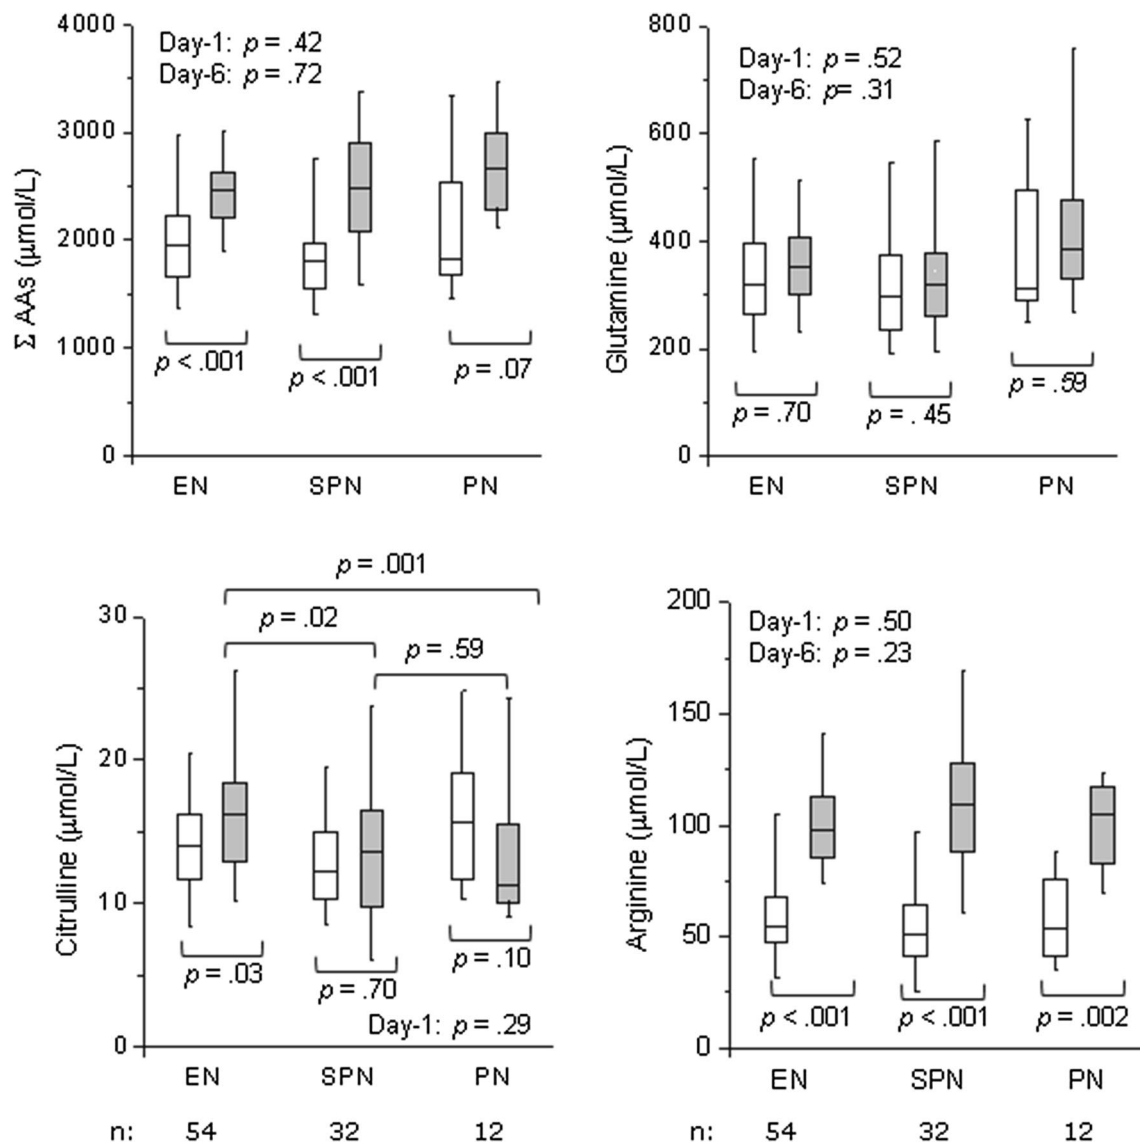 4000
3000
2000
1000
0
Σ AAs (µmol/L)
Day-1: p = .42
Day-6: p = .72
p < .001
p < .001
p = .07
EN SPN PN
800
600
400
200
0
Glutamine (µmol/L)
Day-1: p = .52
Day-6: p= .31
p = .70
p = . 45
p = .59
EN SPN PN
30
20
10
0
Citrulline (µmol/L)
p = .001
p = .02
p = .59
p = .03
p = .70
p = .10
Day-1: p = .29
EN SPN PN
n: 54 32 12
200
150
100
50
0
Arginine (µmol/L)
Day-1: p = .50
Day-6: p = .23
p < .001
p < .001
p = .002
EN SPN PN
n: 54 32 12